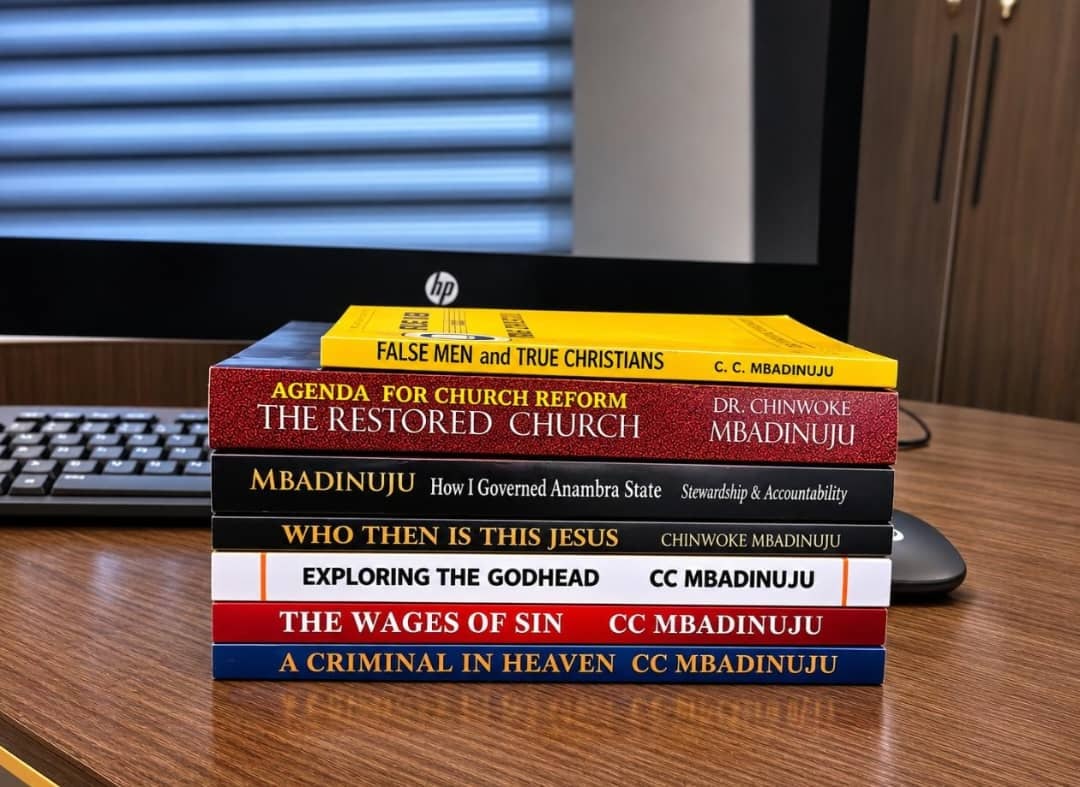 hp
FALSE MEN and TRUE CHRISTIANS C. C. MBADINUJU
AGENDA FOR CHURCH REFORM
THE RESTORED CHURCH
DR. CHINWOKE
MBADINUJU
MBADINUJU How I Governed Anambra State Stewardship & Accountability
WHO THEN IS THIS JESUS CHINWOKE MBADINUJU
EXPLORING THE GODHEAD CC MBADINUJU
THE WAGES OF SIN CC MBADINUJU
A CRIMINAL IN HEAVEN CC MBADINUJU